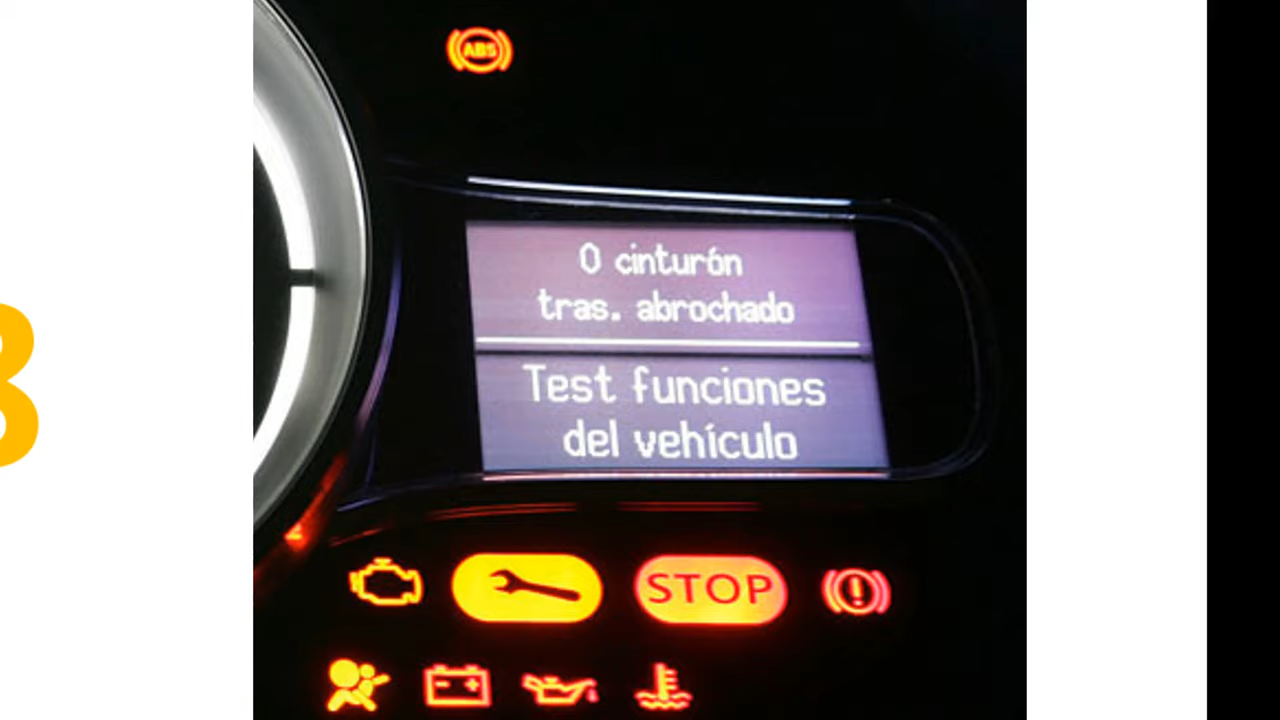 ABS
0 cinturón
tras. abrochado
Test funciones
del vehículo
STOP